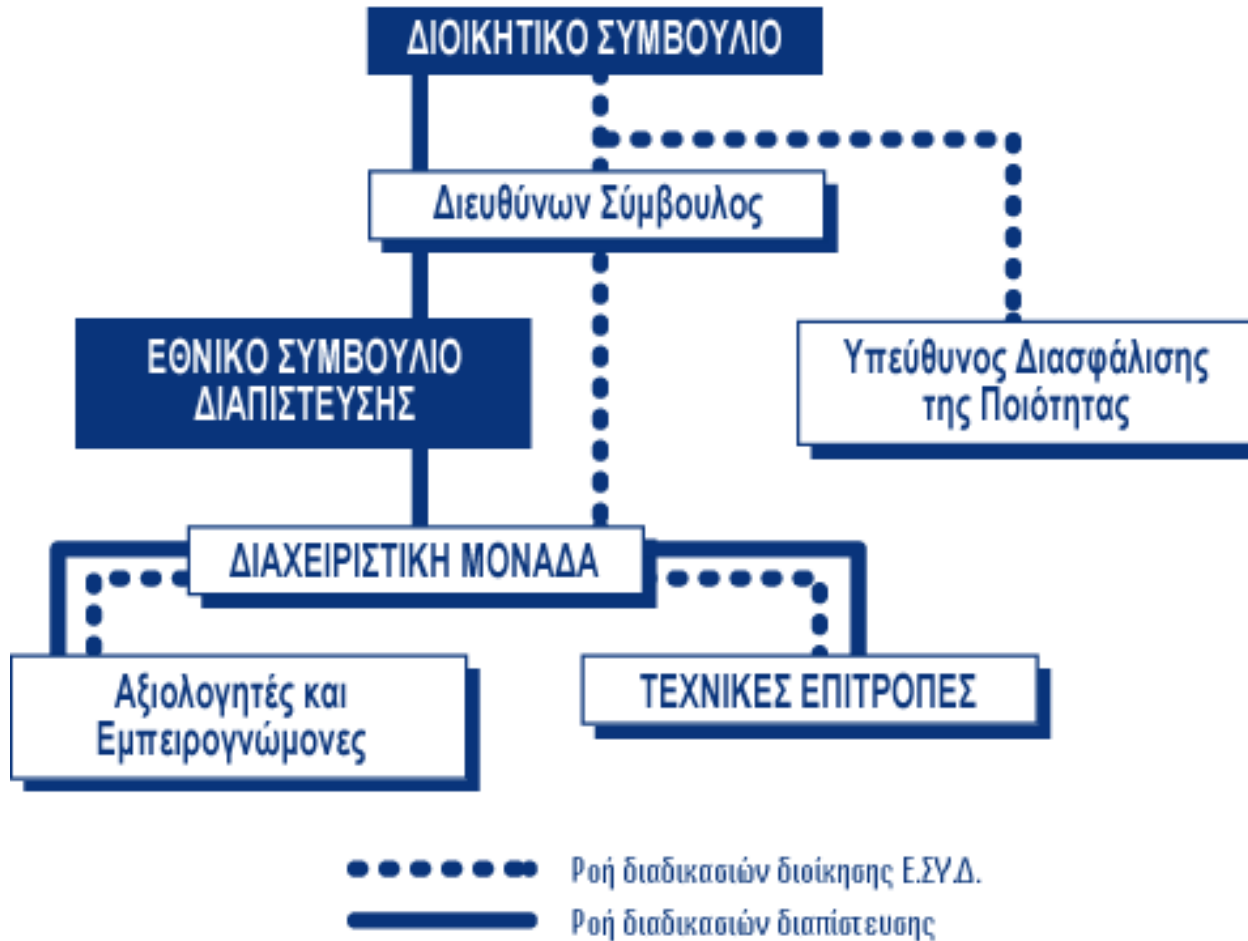 ΔΙΟΙΚΗΤΙΚΟ ΣΥΜΒΟΥΛΙΟ
Διευθύνων Σύμβουλος
ΕΘΝΙΚΟ ΣΥΜΒΟΥΛΙΟ
ΔΙΑΠΙΣΤΕΥΣΗΣ
Υπεύθυνος Διασφάλισης
της Ποιότητας
ΔΙΑΧΕΙΡΙΣΤΙΚΗ ΜΟΝΑΔΑ
Αξιολογητές και
Εμπειρογνώμονες
ΤΕΧΝΙΚΕΣ ΕΠΙΤΡΟΠΕΣ
Ροή διαδικασιών διοίκησης Ε.ΣΥ.Δ.
Ροή διαδικασιών διαπίστευσης